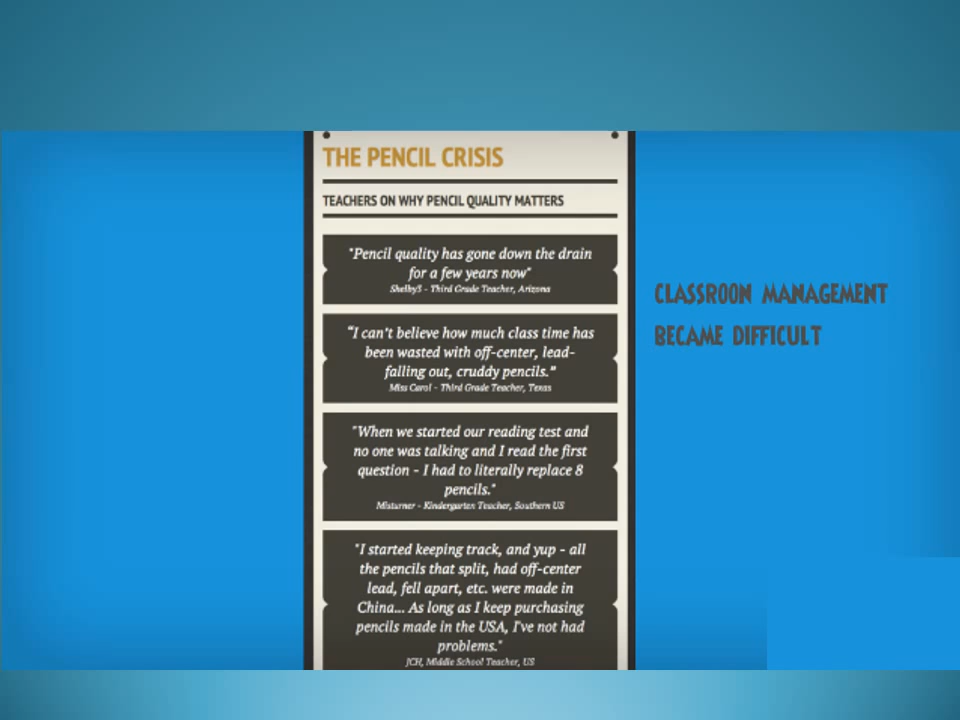 THE PENCIL CRISIS
TEACHERS ON WHY PENCIL QUALITY MATTERS
"Pencil quality has gone down the drain
for a few years now"
Shelby3 - Third Grade Teacher, Arizona
"I can't believe how much class time has
been wasted with off-center, lead-
falling out, cruddy pencils."
Miss Carol - Third Grade Teacher, Texas
"When we started our reading test and
no one was talking and I read the first
question - I had to literally replace 8
pencils."
Misturner - Kindergarten Teacher, Southern US
"I started keeping track, and yup - all
the pencils that split, had off-center
lead, fell apart, etc. were made in
China... As long as I keep purchasing
pencils made in the USA, I've not had
problems."
JCH, Middle School Teacher, US
CLASSROON MANAGEMENT
BECAME DIFFICULT